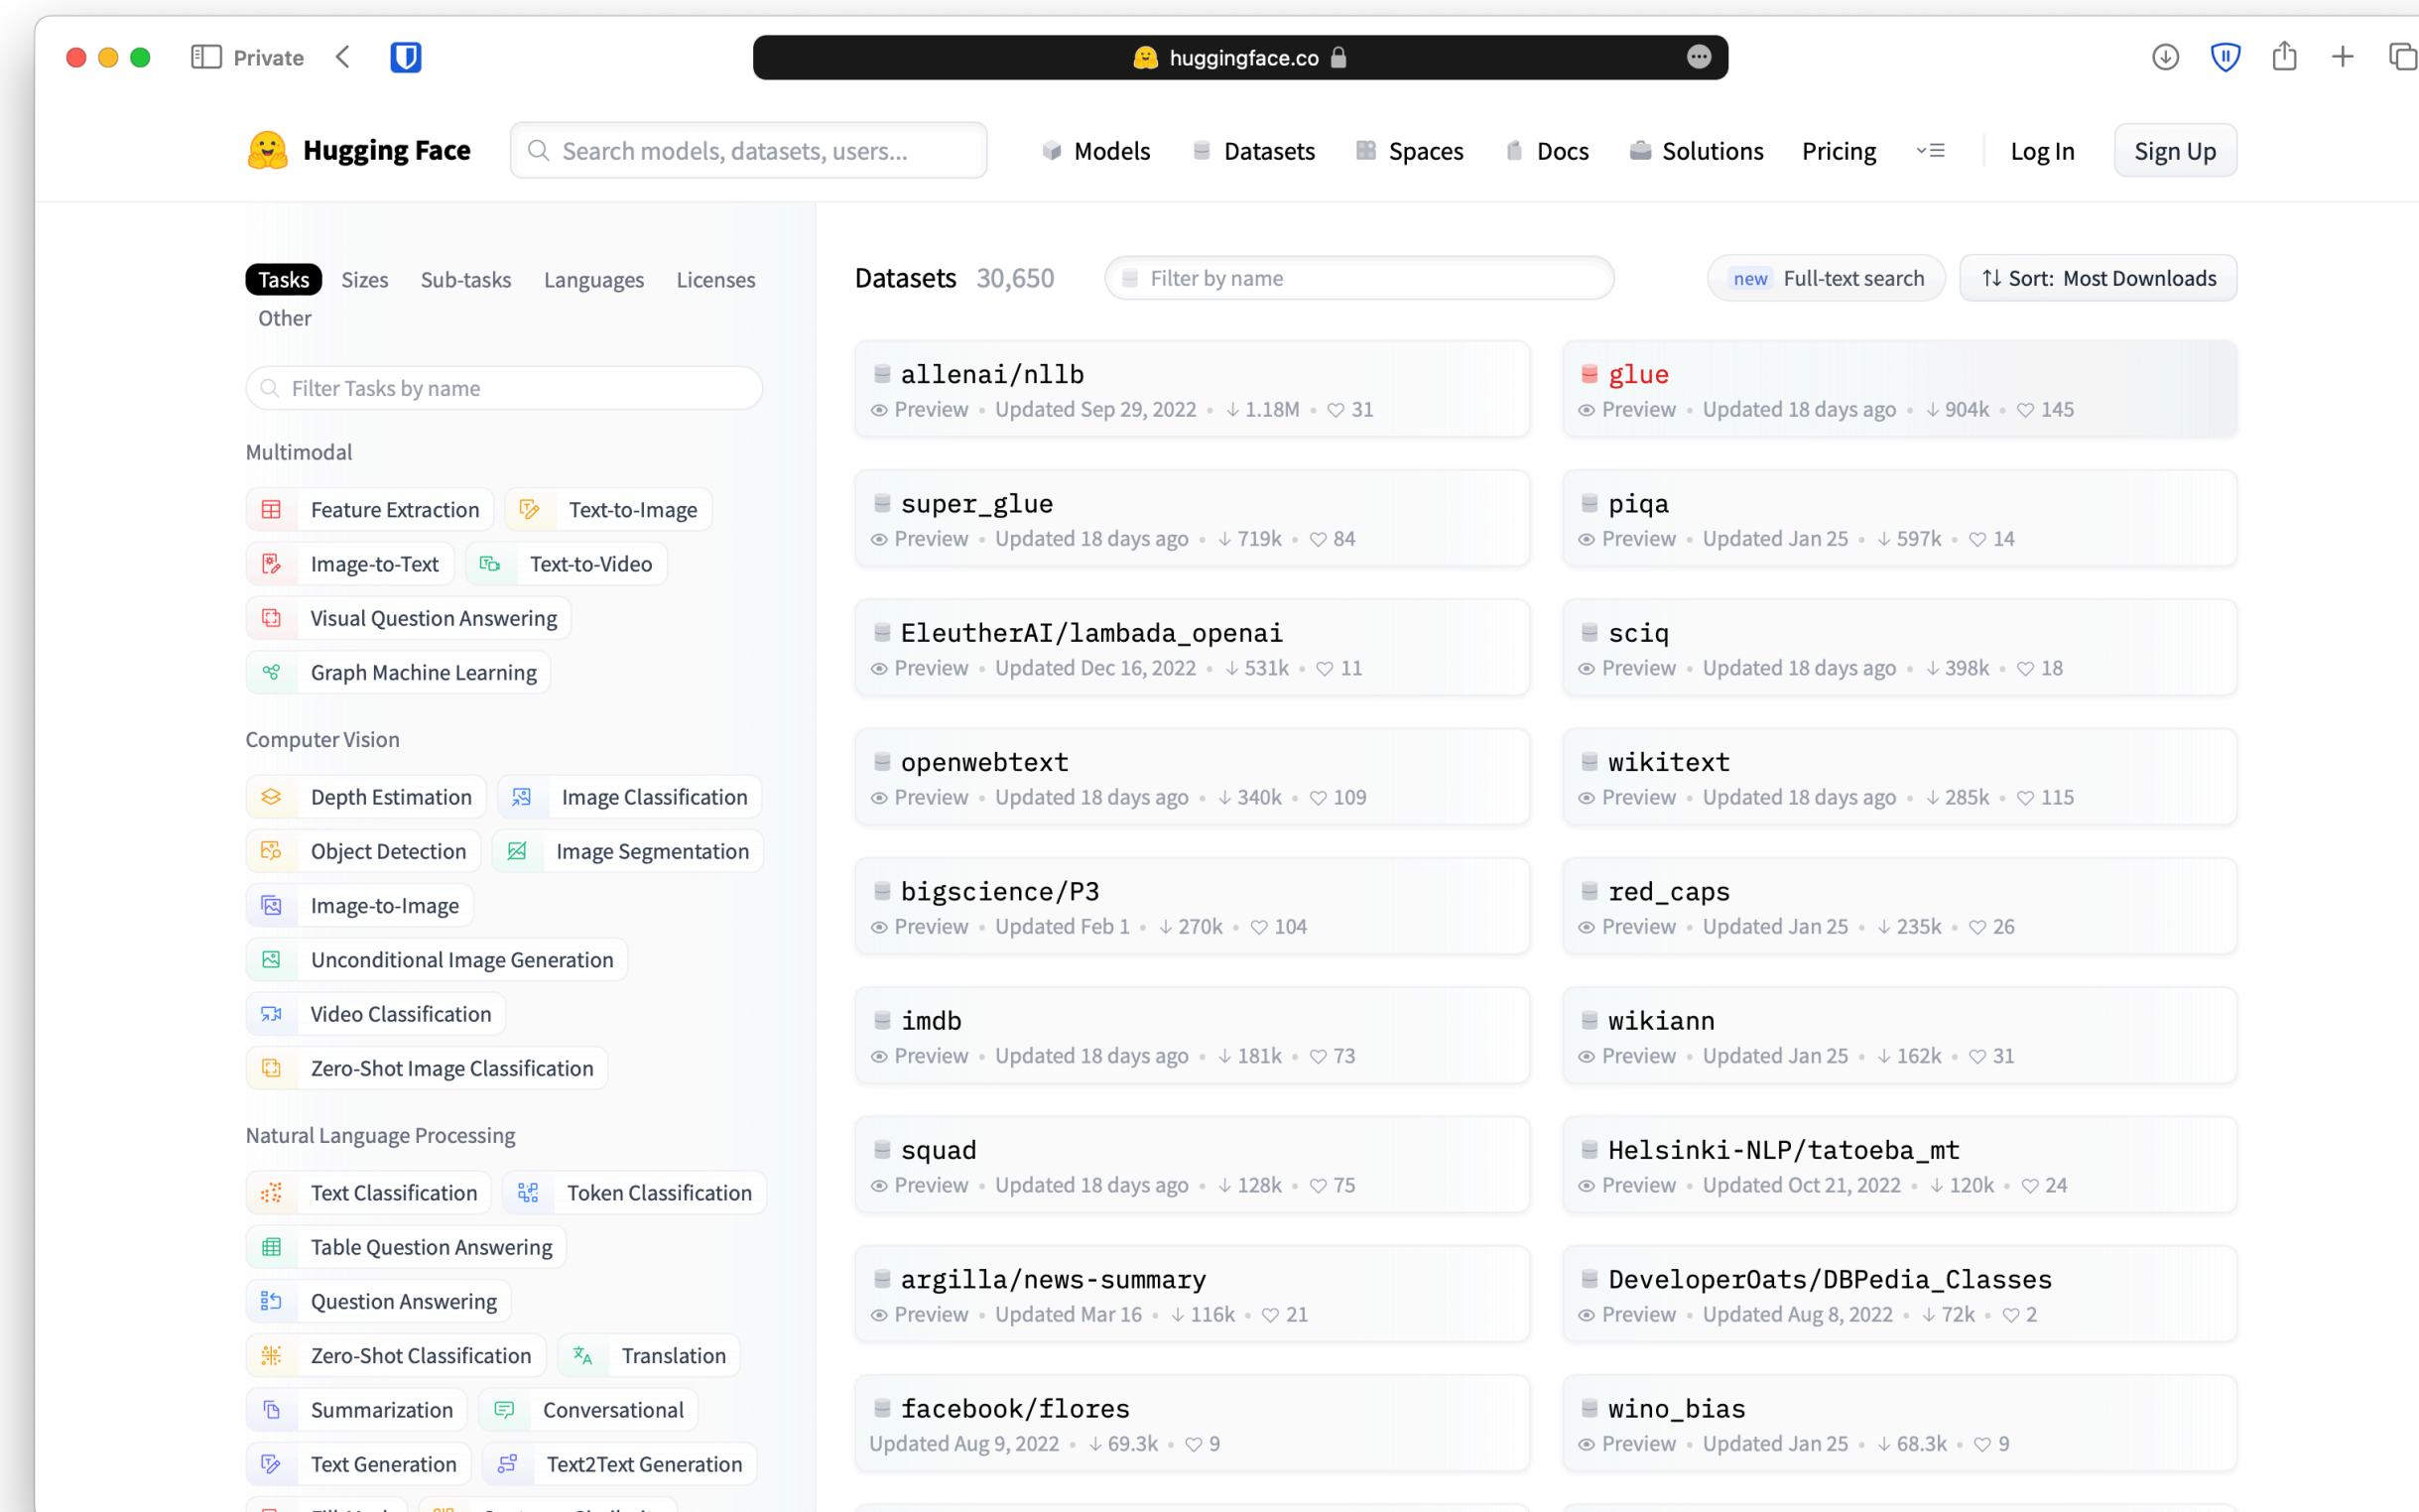 Private
huggingface.co
Hugging Face
Search models, datasets, users...
Models
Datasets
Spaces
Docs
Solutions
Pricing
Log In
Sign Up
Tasks Sizes Sub-tasks Languages Licenses
Other
Filter Tasks by name
Multimodal
Feature Extraction Text-to-Image
Image-to-Text Text-to-Video
Visual Question Answering
Graph Machine Learning
Computer Vision
Depth Estimation Image Classification
Object Detection Image Segmentation
Image-to-Image
Unconditional Image Generation
Video Classification
Zero-Shot Image Classification
Natural Language Processing
Text Classification Token Classification
Table Question Answering
Question Answering
Zero-Shot Classification Translation
Summarization Conversational
Text Generation Text2Text Generation
Datasets 30,650
Filter by name
new Full-text search
Sort: Most Downloads
allenai/nllb
Preview • Updated Sep 29, 2022 • ↓ 1.18M • ♡ 31
glue
Preview • Updated 18 days ago • ↓ 904k • ♡ 145
super_glue
Preview • Updated 18 days ago • ↓ 719k • ♡ 84
piqa
Preview • Updated Jan 25 • ↓ 597k • ♡ 14
EleutherAI/lambada_openai
Preview • Updated Dec 16, 2022 • ↓ 531k • ♡ 11
sciq
Preview • Updated 18 days ago • ↓ 398k • ♡ 18
openwebtext
Preview • Updated 18 days ago • ↓ 340k • ♡ 109
wikitext
Preview • Updated 18 days ago • ↓ 285k • ♡ 115
bigscience/P3
Preview • Updated Feb 1 • ↓ 270k • ♡ 104
red_caps
Preview • Updated Jan 25 • ↓ 235k • ♡ 26
imdb
Preview • Updated 18 days ago • ↓ 181k • ♡ 73
wikiann
Preview • Updated Jan 25 • ↓ 162k • ♡ 31
squad
Preview • Updated 18 days ago • ↓ 128k • ♡ 75
Helsinki-NLP/tatoeba_mt
Preview • Updated Oct 21, 2022 • ↓ 120k • ♡ 24
argilla/news-summary
Preview • Updated Mar 16 • ↓ 116k • ♡ 21
DeveloperOats/DBPedia_Classes
Preview • Updated Aug 8, 2022 • ↓ 72k • ♡ 2
facebook/flores
Updated Aug 9, 2022 • ↓ 69.3k • ♡ 9
wino_bias
Preview • Updated Jan 25 • ↓ 68.3k • ♡ 9